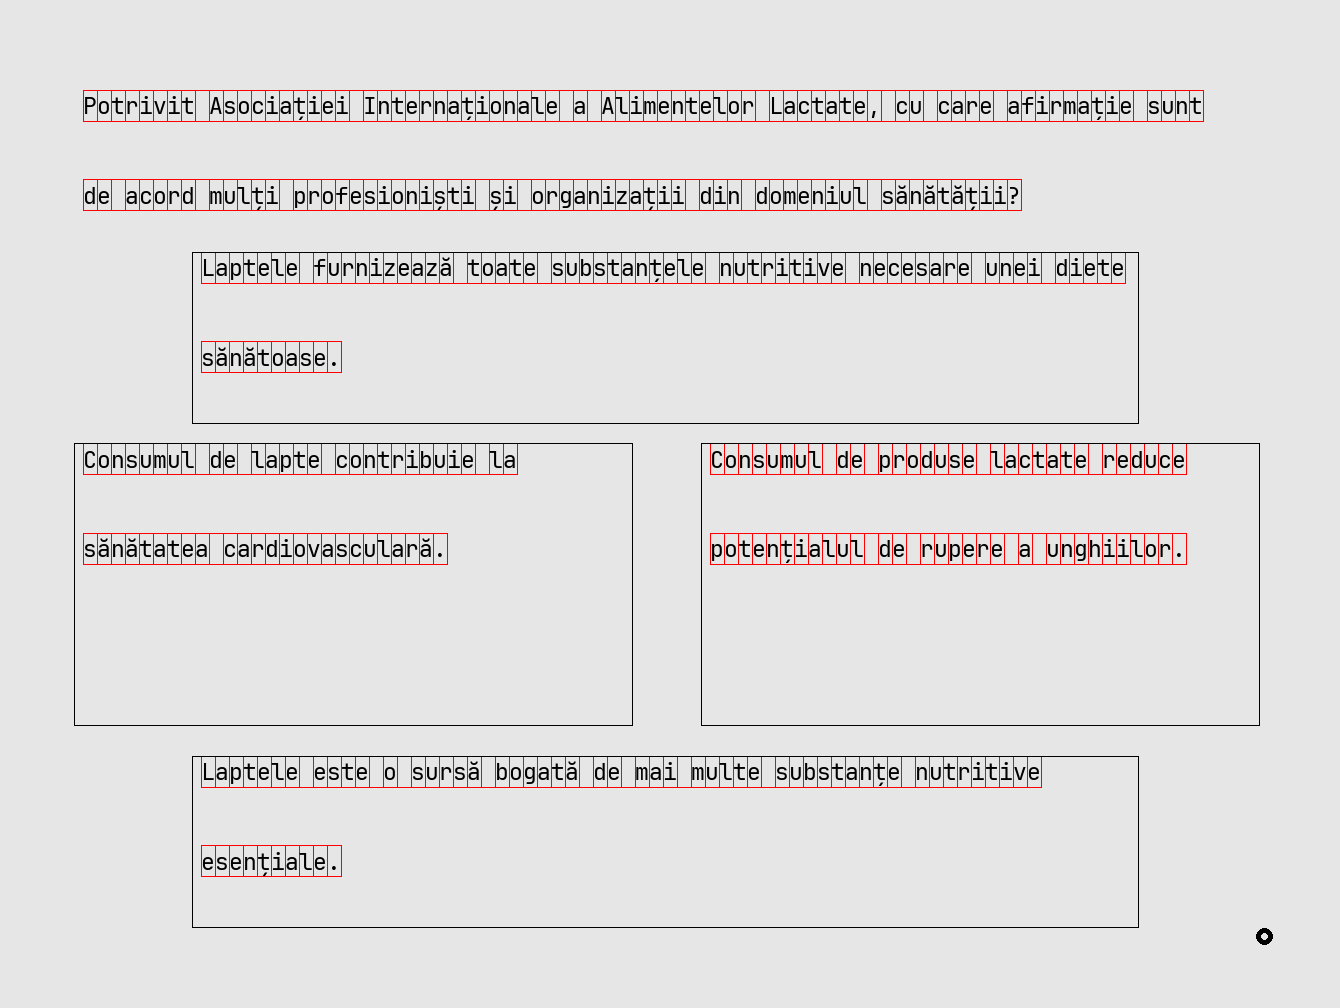 Potrivit Asociației Internaționale a Alimentelor Lactate, cu care afirmație sunt
de acord mulți profesioniști și organizații din domeniul sănătății?
Laptele furnizează toate substanțele nutritive necesare unei diete
sănătoase.
Consumul de lapte contribuie la
sănătatea cardiovasculară.
Consumul de produse lactate reduce
potențialul de rupere a unghiilor.
Laptele este o sursă bogată de mai multe substanțe nutritive
esențiale.